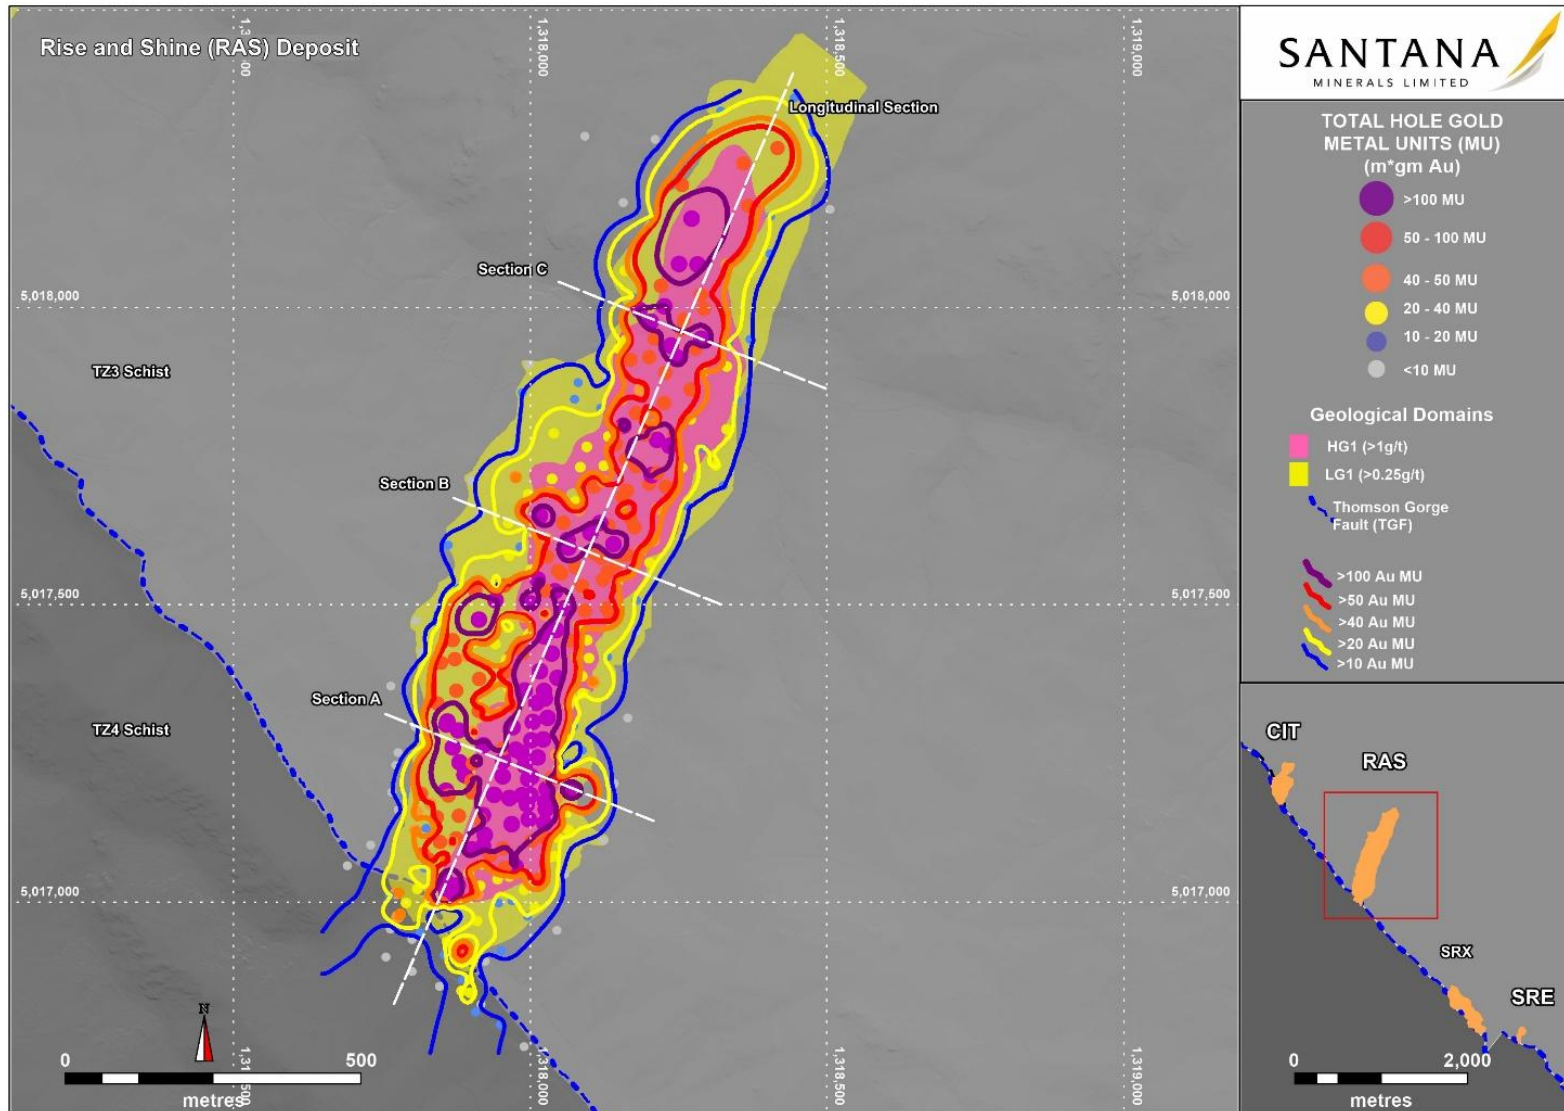 Rise and Shine (RAS) Deposit
1,318,000
1,318,500
1,319,000
Longitudinal Section
Section C
5,018,000
5,018,000
TZ3 Schist
Section B
5,017,500
5,017,500
Section A
TZ4 Schist
5,017,000
5,017,000
N
0
500
metres
1,318,000
1,318,500
1,319,000
SANTANA
MINERALS LIMITED
TOTAL HOLE GOLD
METAL UNITS (MU)
(m*gm Au)
>100 MU
50 - 100 MU
40 - 50 MU
20 - 40 MU
10 - 20 MU
<10 MU
Geological Domains
HG1 (>1g/t)
LG1 (>0.25g/t)
Thomson Gorge
Fault (TGF)
>100 Au MU
>50 Au MU
>40 Au MU
>20 Au MU
>10 Au MU
CIT
RAS
SRX
SRE
0
2,000
metres